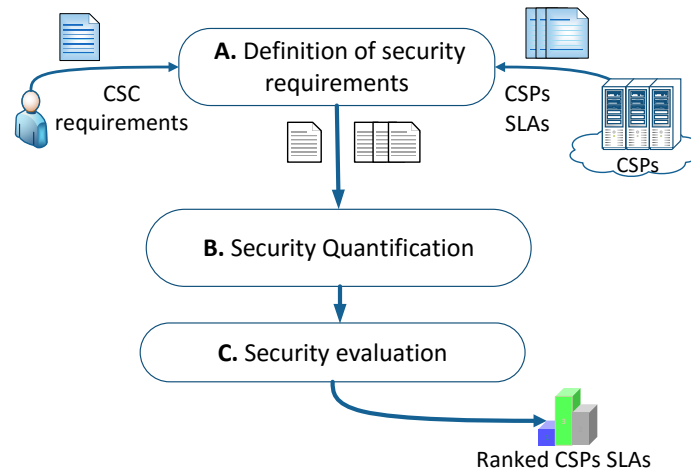 A. Definition of security
requirements
CSC
requirements
CSPs
SLAs
CSPs
B. Security Quantification
C. Security evaluation
Ranked CSPs SLAs